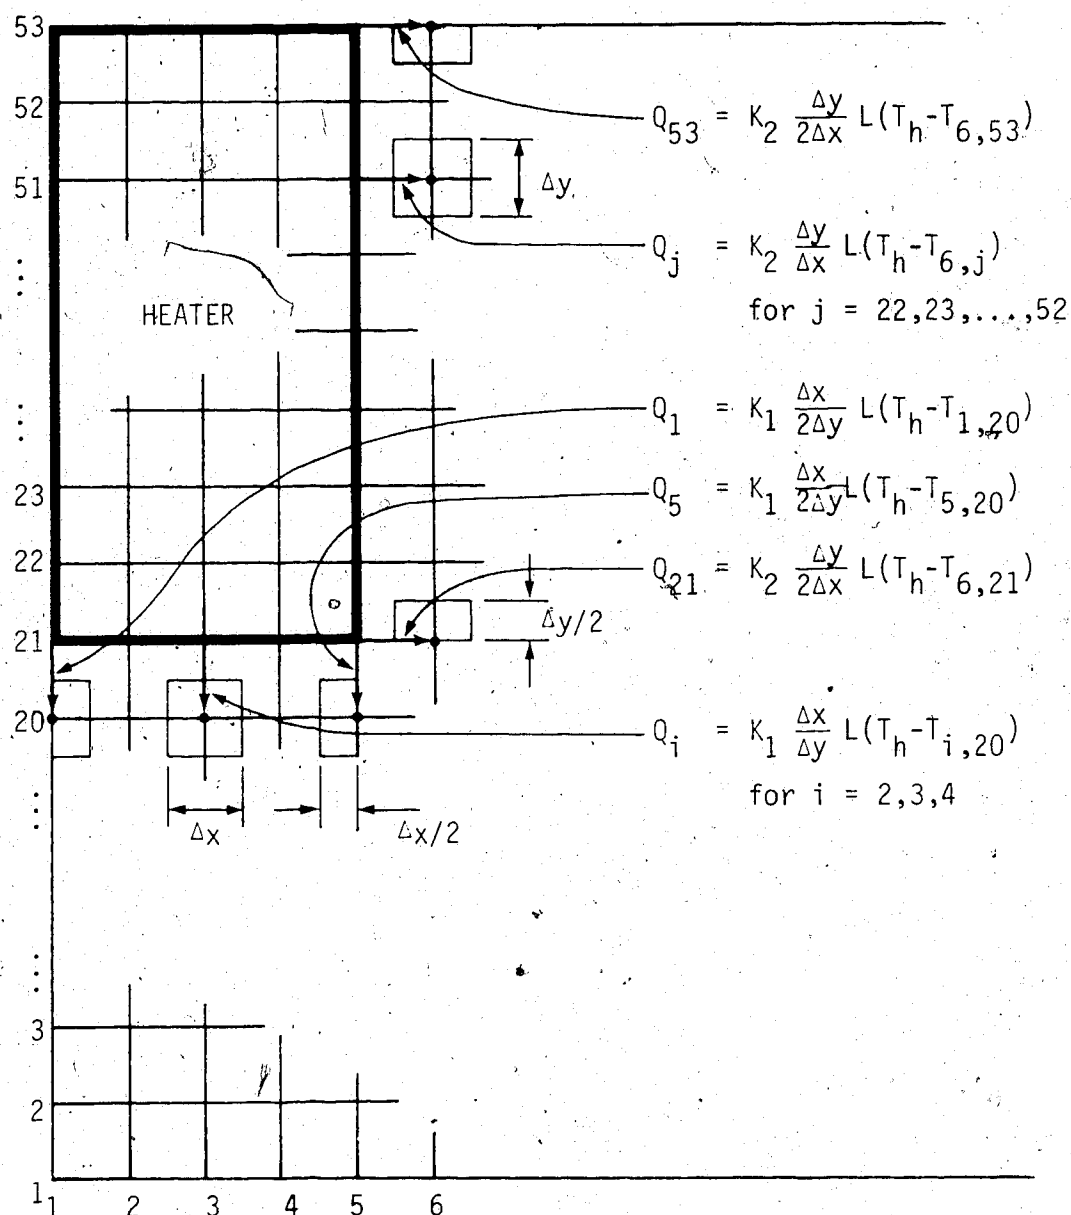 53
Q53 = K2 Δy/2Δx L(Th-T6,53)
52
51
Δy
Qj = K2 Δy/Δx L(Th-T6,j)
for j = 22,23,...,52
⋮
HEATER
⋮
Q1 = K1 Δx/2Δy L(Th-T1,20)
23
Q5 = K1 Δx/2Δy L(Th-T5,20)
22
Q21 = K2 Δy/2Δx L(Th-T6,21)
21
Δy/2
20
Qi = K1 Δx/Δy L(Th-Ti,20)
for i = 2,3,4
⋮
Δx
Δx/2
⋮
3
2
1
1 2 3 4 5 6